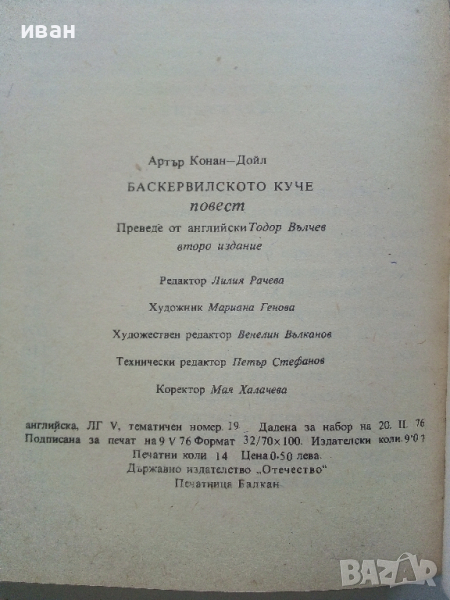 иван
Артър Конан—Дойл
БАСКЕРВИЛСКОТО КУЧЕ
повест
Преведе от английски Тодор Вълчев
второ издание
Редактор Лилия Рачева
Художник Мариана Генова
Художествен редактор Венелин Вълканов
Технически редактор Петър Стефанов
Коректор Мая Халачева
английска, ЛГ V, тематичен номер. 19 Дадена за набор на 20. II. 76
Подписана за печат на 9 V 76 Формат 32/70×100. Издателски коли
Печатни коли 14 Цена 0·50 лева.
Държавно издателство „Отечество"
Печатница Балкан
BAZAR.bg